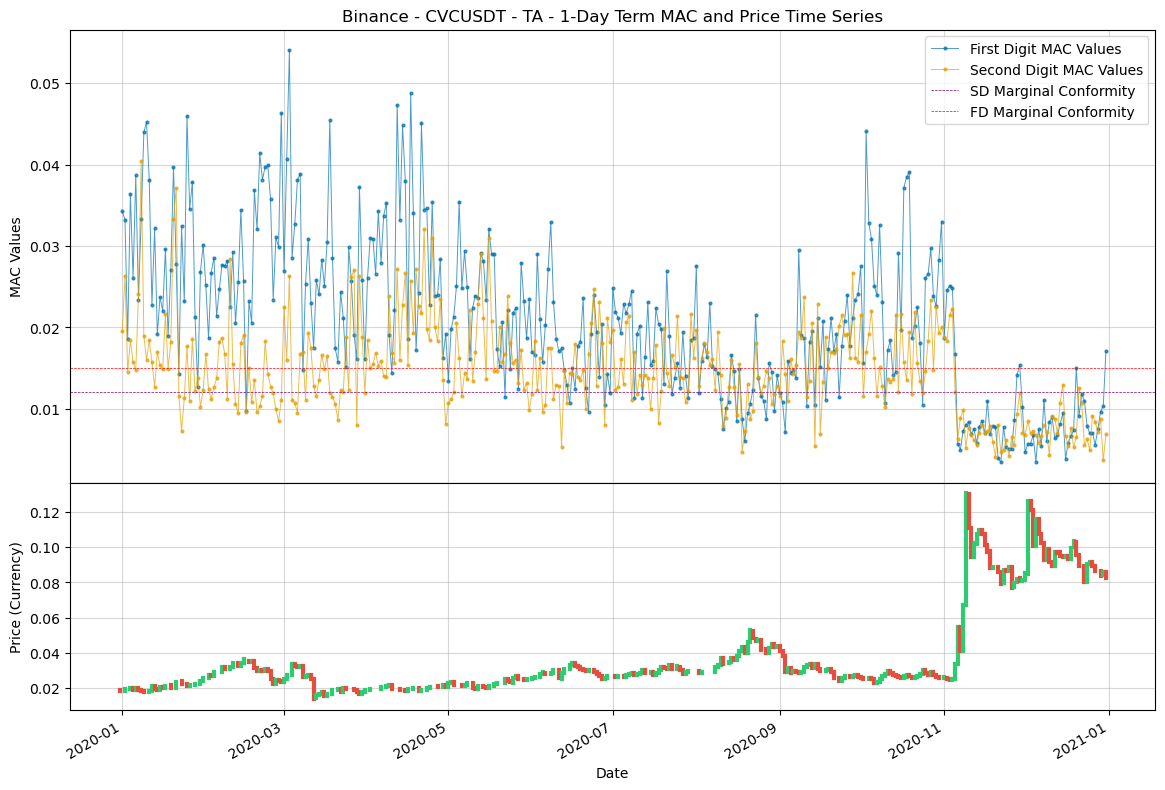 Binance - CVCUSDT - TA - 1-Day Term MAC and Price Time Series
First Digit MAC Values
Second Digit MAC Values
SD Marginal Conformity
FD Marginal Conformity
MAC Values
0.05
0.04
0.03
0.02
0.01
Price (Currency)
0.12
0.10
0.08
0.06
0.04
0.02
2020-01
2020-03
2020-05
2020-07
2020-09
2020-11
2021-01
Date